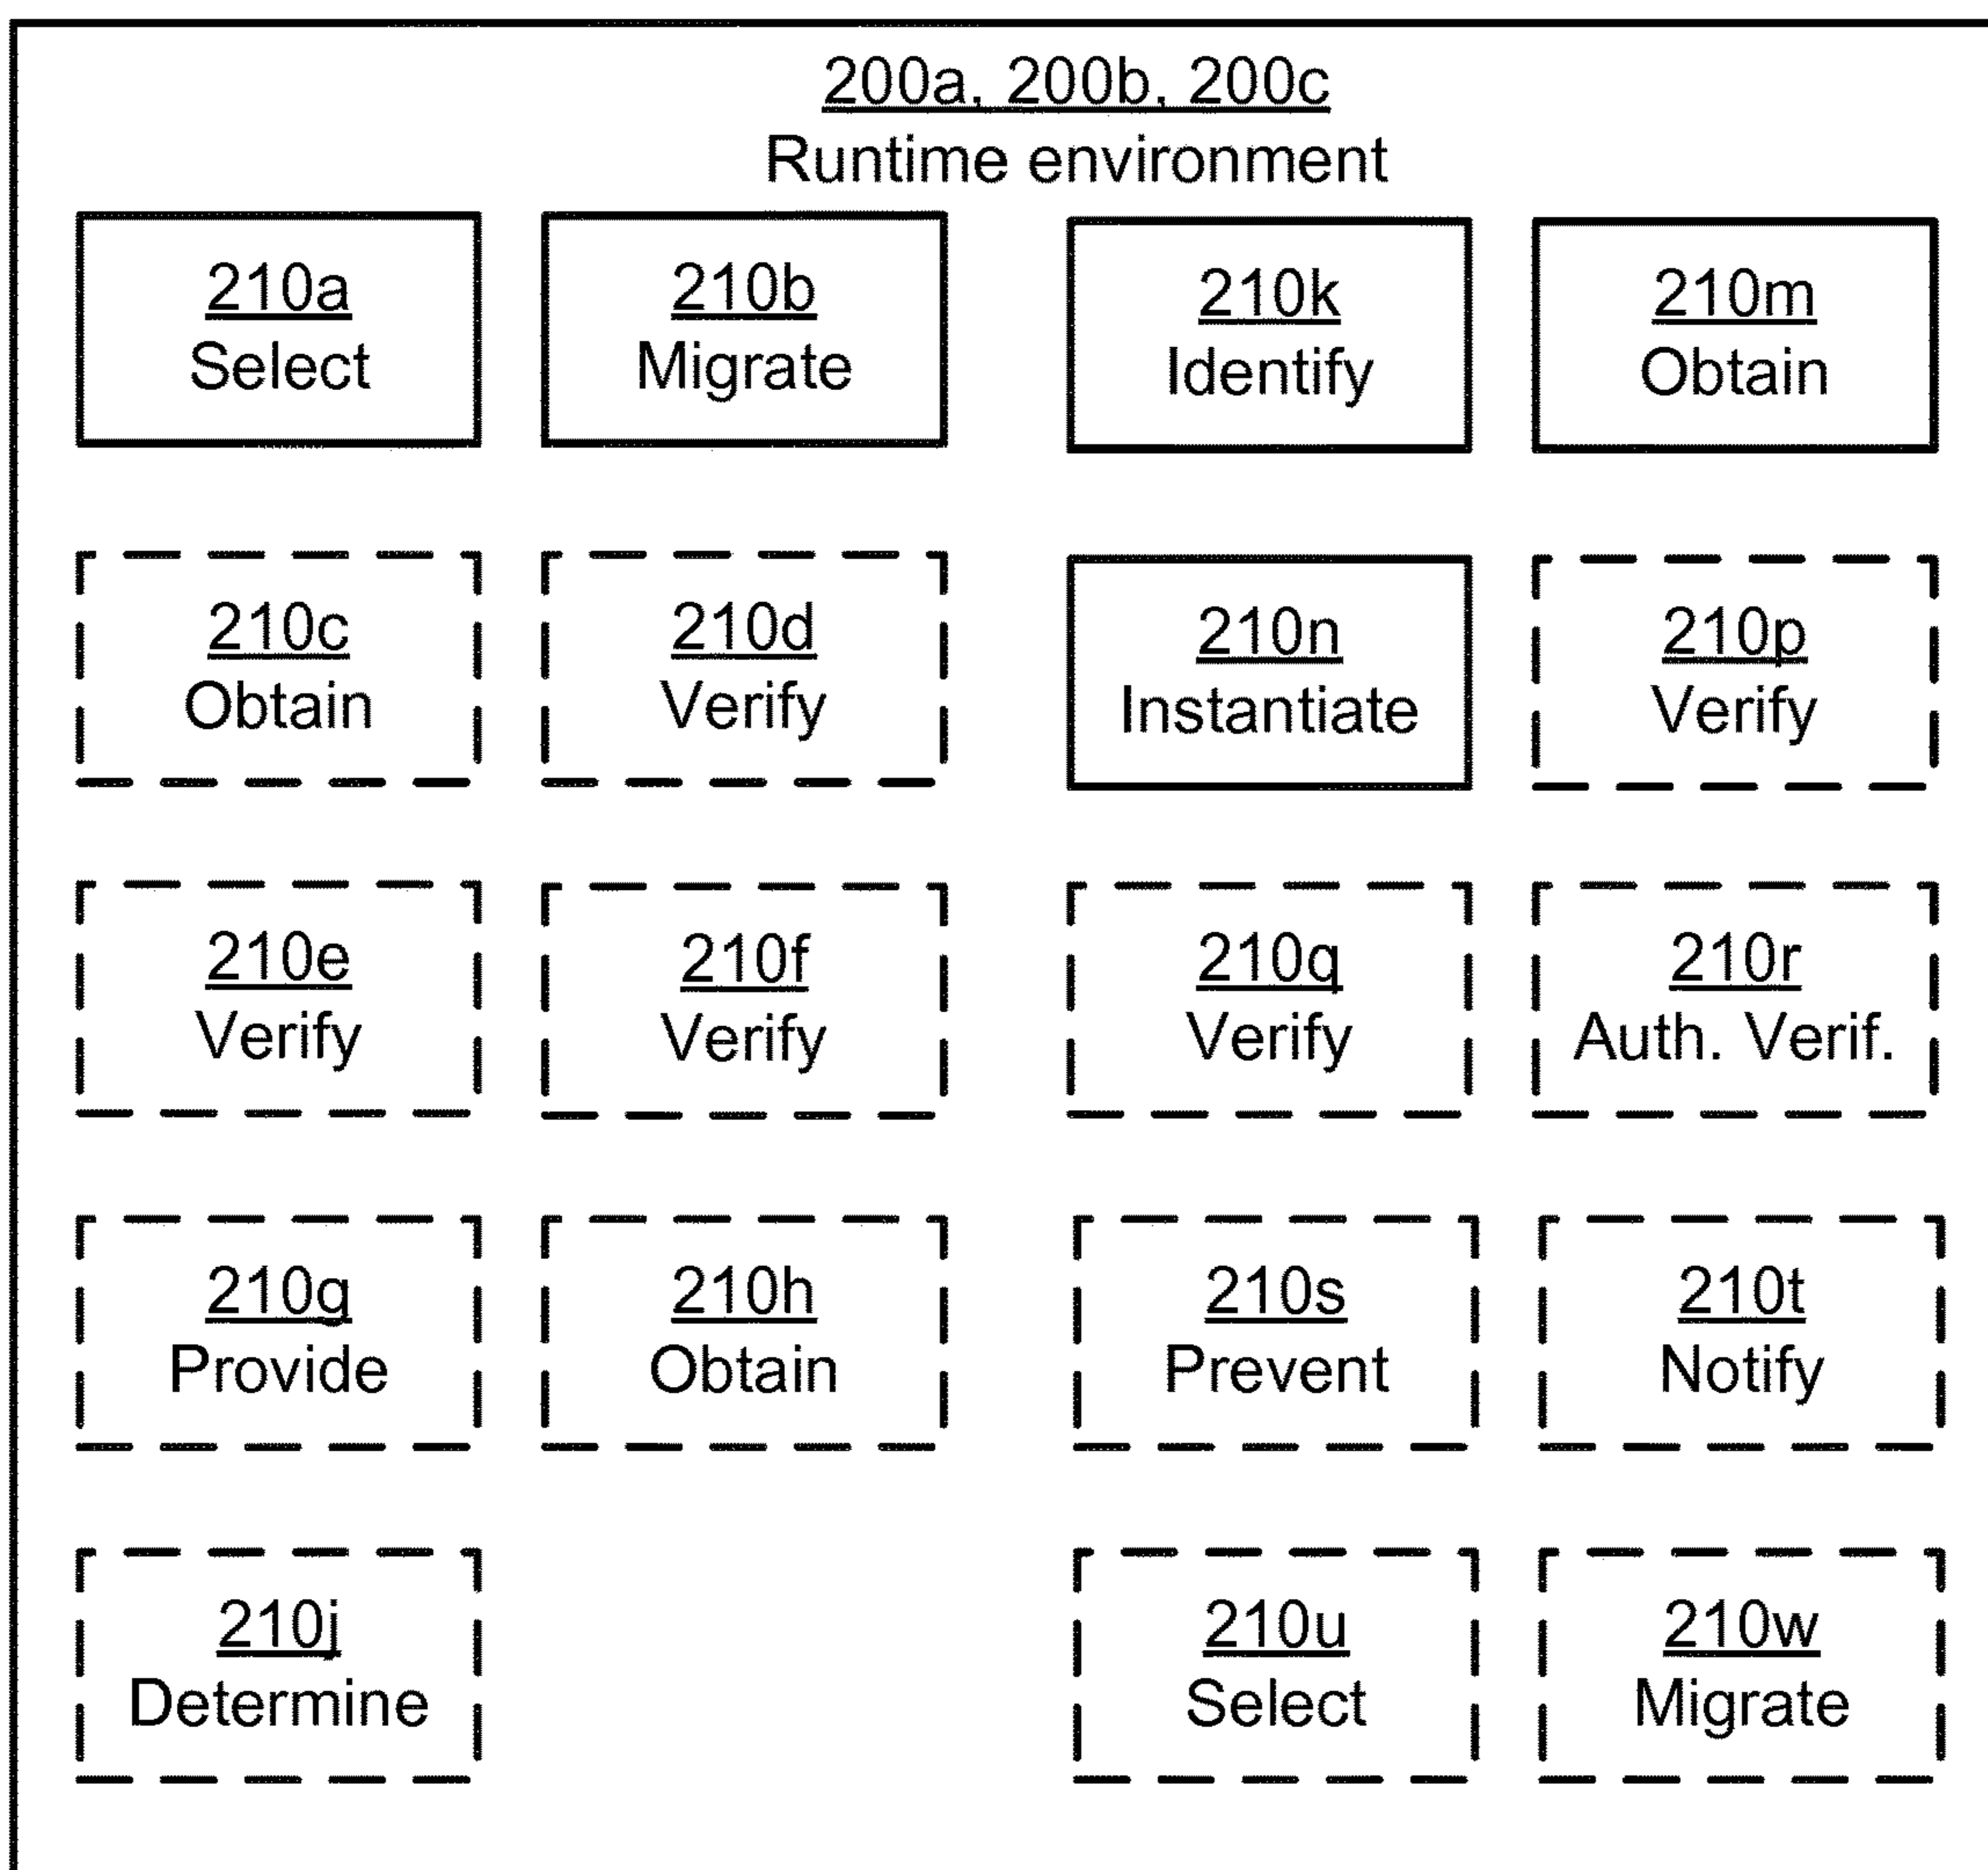 200a, 200b, 200c
Runtime environment
210a
Select
210b
Migrate
210k
Identify
210m
Obtain
210c
Obtain
210d
Verify
210n
Instantiate
210p
Verify
210e
Verify
210f
Verify
210q
Verify
210r
Auth. Verif.
210g
Provide
210h
Obtain
210s
Prevent
210t
Notify
210j
Determine
210u
Select
210w
Migrate